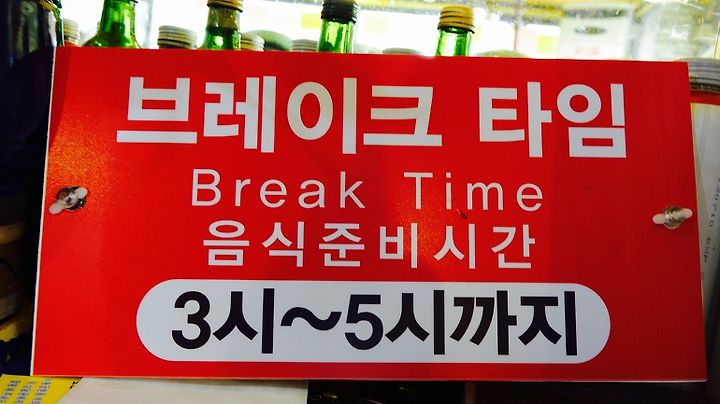 브레이크 타임
Break Time
음식준비시간
3시~5시까지